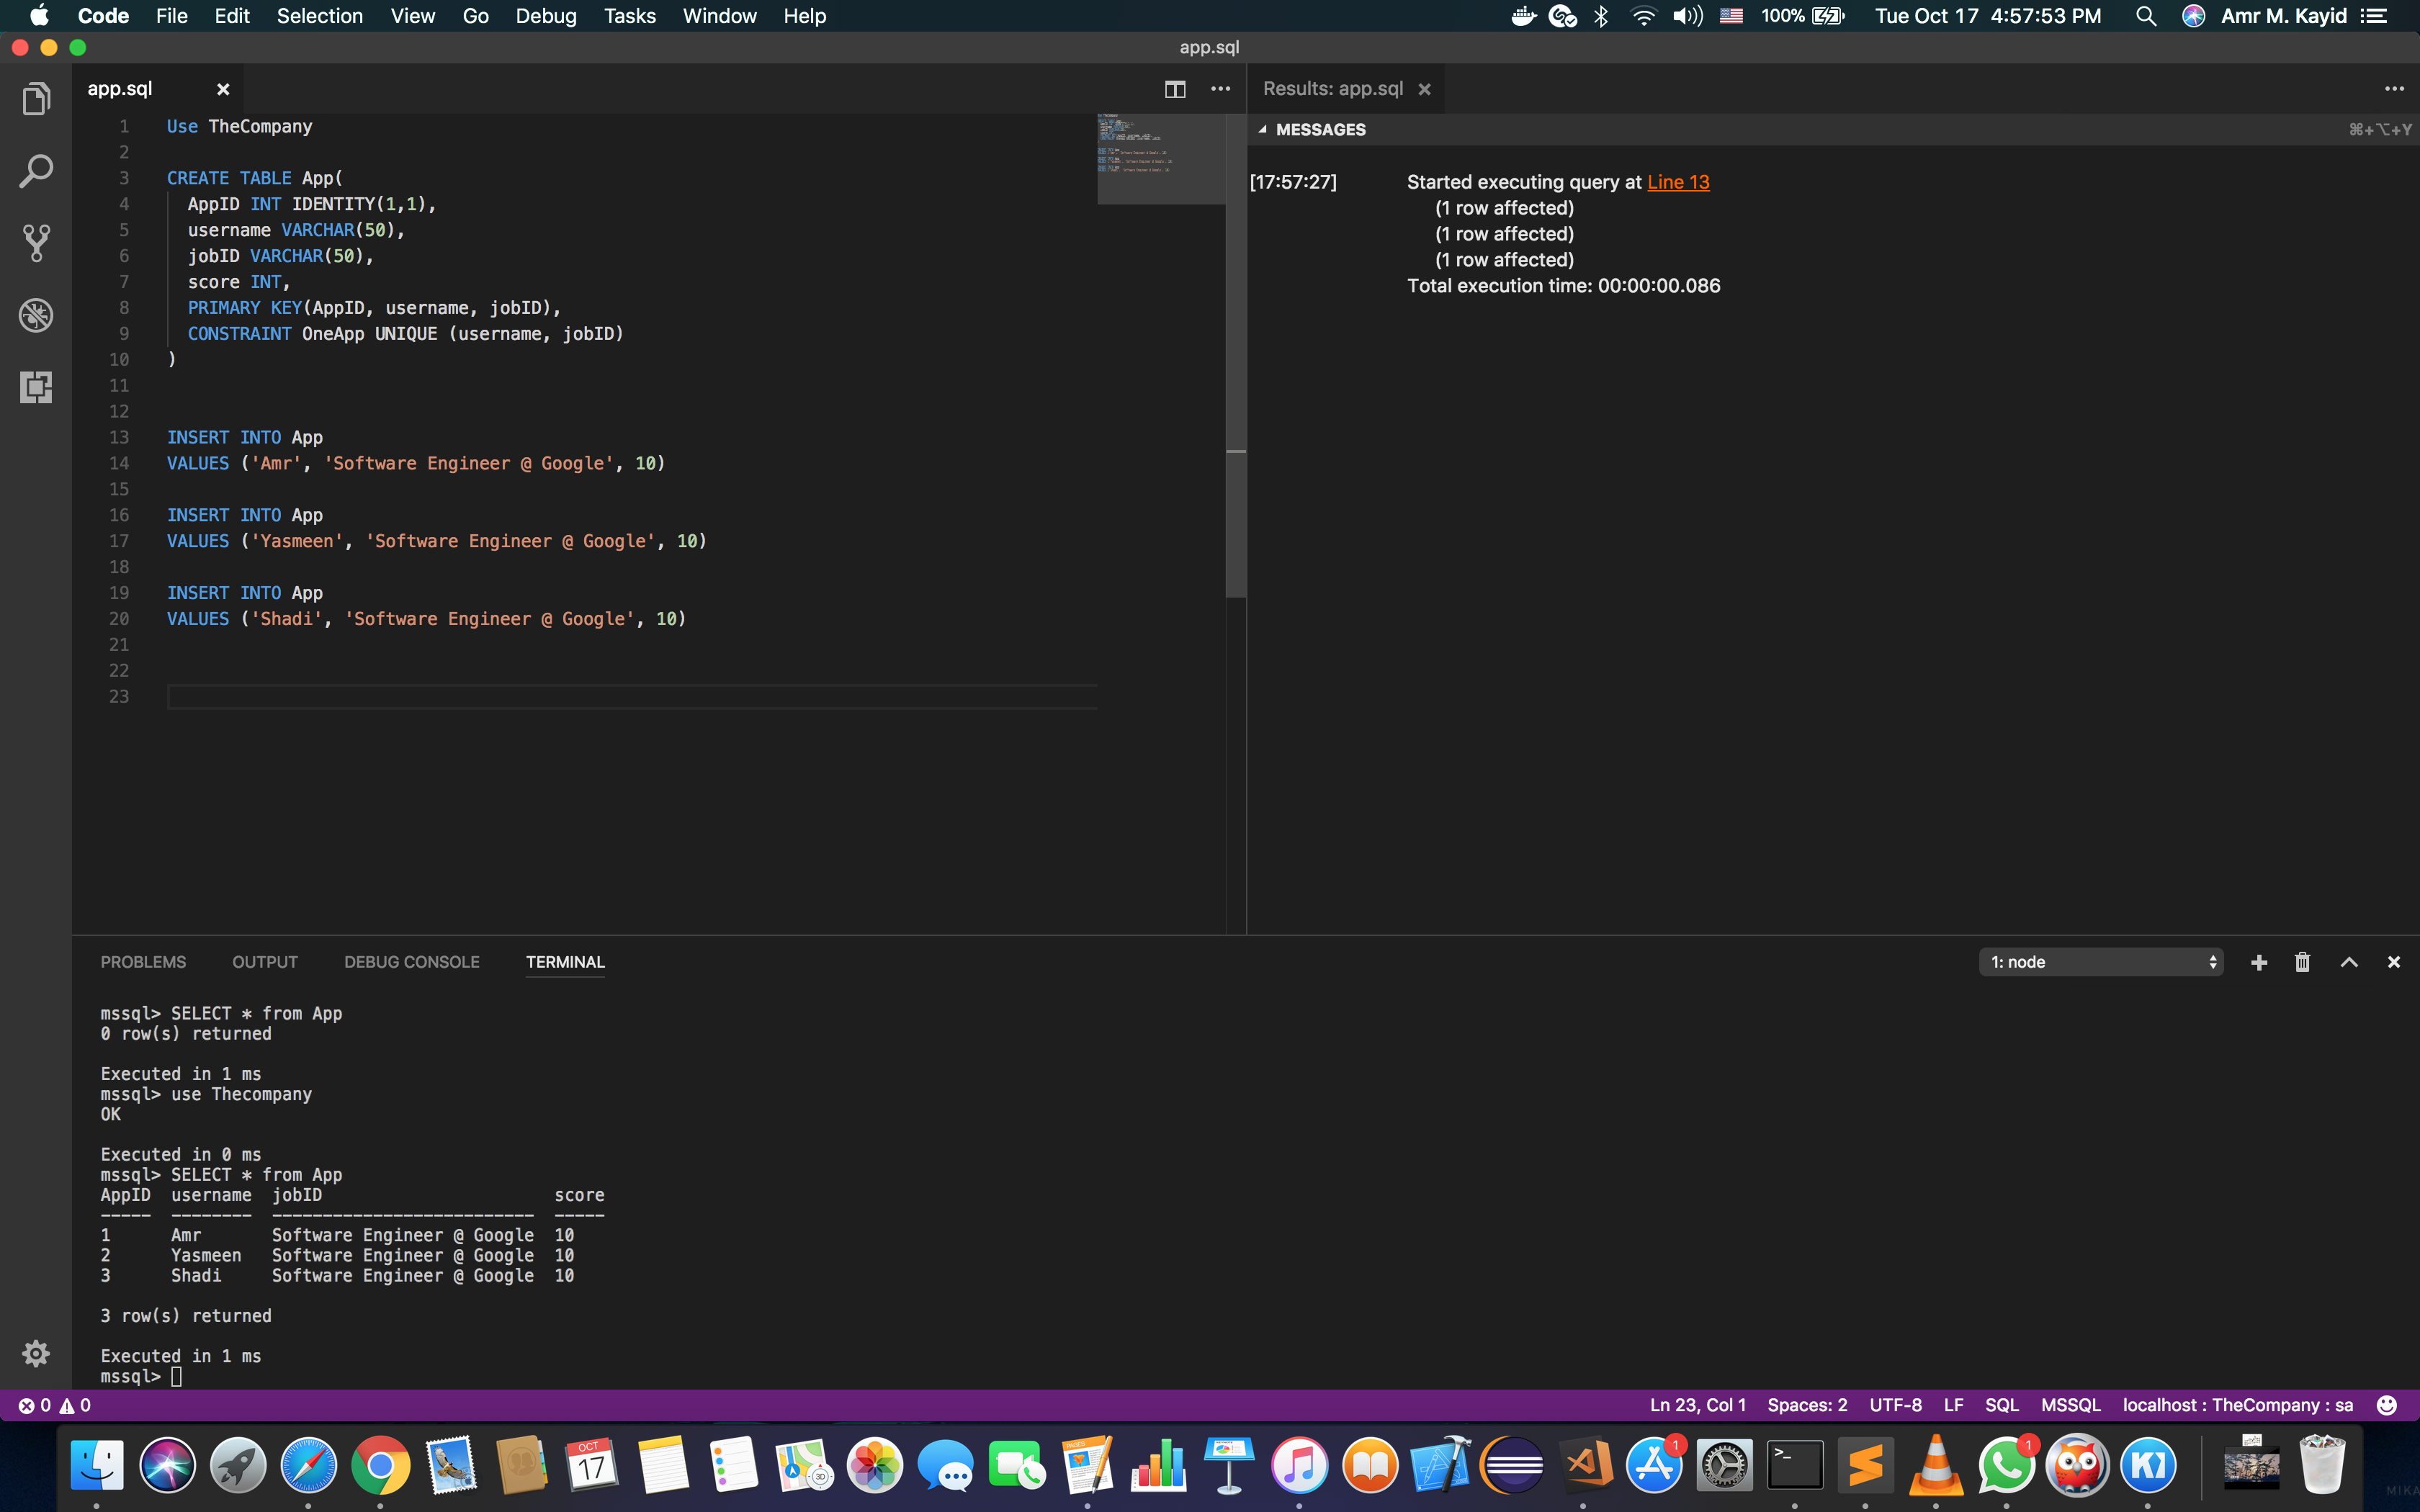 Code File Edit Selection View Go Debug Tasks Window Help 100% Tue Oct 17 4:57:53 PM Amr M. Kayid
app.sql
app.sql
Results: app.sql
MESSAGES ⌘+⌥+Y
1 Use TheCompany
2
3 CREATE TABLE App(
4 AppID INT IDENTITY(1,1),
5 username VARCHAR(50),
6 jobID VARCHAR(50),
7 score INT,
8 PRIMARY KEY(AppID, username, jobID),
9 CONSTRAINT OneApp UNIQUE (username, jobID)
10 )
11
12
13 INSERT INTO App
14 VALUES ('Amr', 'Software Engineer @ Google', 10)
15
16 INSERT INTO App
17 VALUES ('Yasmeen', 'Software Engineer @ Google', 10)
18
19 INSERT INTO App
20 VALUES ('Shadi', 'Software Engineer @ Google', 10)
21
22
23
[17:57:27] Started executing query at Line 13
(1 row affected)
(1 row affected)
(1 row affected)
Total execution time: 00:00:00.086
PROBLEMS OUTPUT DEBUG CONSOLE TERMINAL 1: node
mssql> SELECT * from App
0 row(s) returned
Executed in 1 ms
mssql> use Thecompany
OK
Executed in 0 ms
mssql> SELECT * from App
AppID username jobID score
----- -------- -------------------------- -----
1 Amr Software Engineer @ Google 10
2 Yasmeen Software Engineer @ Google 10
3 Shadi Software Engineer @ Google 10
3 row(s) returned
Executed in 1 ms
mssql>
0 0 Ln 23, Col 1 Spaces: 2 UTF-8 LF SQL MSSQL localhost : TheCompany : sa
OCT
17
PAGES
3D
1
>_
1
K